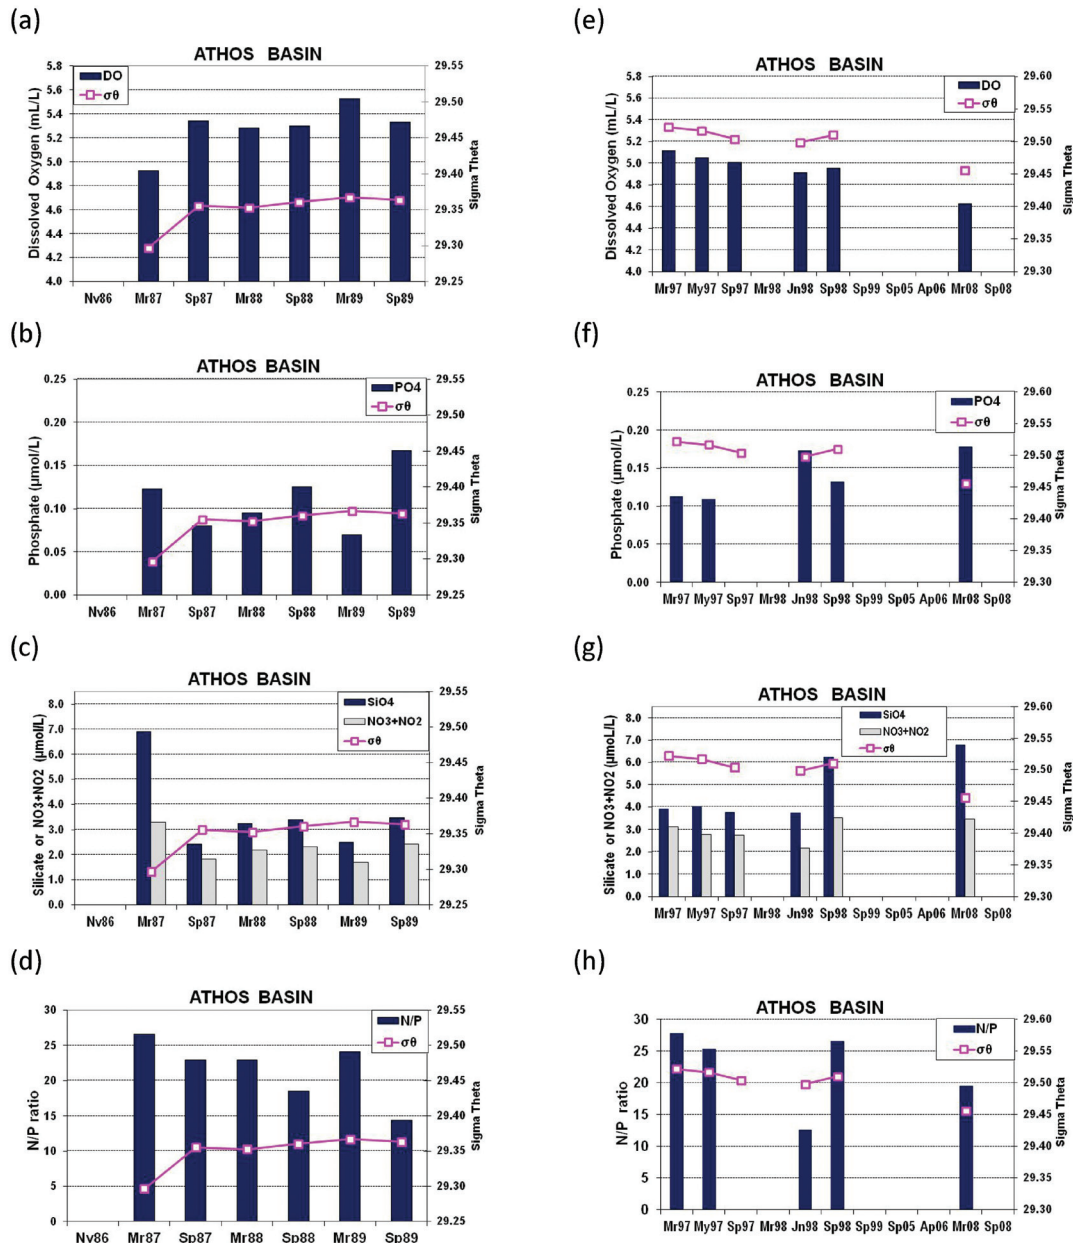 (a)
ATHOS BASIN
DO
σθ
Dissolved Oxygen (mL/L)
5.8
5.6
5.4
5.2
5.0
4.8
4.6
4.4
4.2
4.0
29.55
29.50
29.45
29.40
29.35
29.30
29.25
Sigma Theta
Nv86 Mr87 Sp87 Mr88 Sp88 Mr89 Sp89
(b)
ATHOS BASIN
PO4
σθ
Phosphate (µmol/L)
0.25
0.20
0.15
0.10
0.05
0.00
29.55
29.50
29.45
29.40
29.35
29.30
29.25
Sigma Theta
Nv86 Mr87 Sp87 Mr88 Sp88 Mr89 Sp89
(c)
ATHOS BASIN
SiO4
NO3+NO2
σθ
Silicate or NO3+NO2 (µmol/L)
8.0
7.0
6.0
5.0
4.0
3.0
2.0
1.0
0.0
29.55
29.50
29.45
29.40
29.35
29.30
29.25
Sigma Theta
Nv86 Mr87 Sp87 Mr88 Sp88 Mr89 Sp89
(d)
ATHOS BASIN
N/P
σθ
N/P ratio
30
25
20
15
10
5
0
29.55
29.50
29.45
29.40
29.35
29.30
29.25
Sigma Theta
Nv86 Mr87 Sp87 Mr88 Sp88 Mr89 Sp89
(e)
ATHOS BASIN
DO
σθ
Dissolved Oxygen (mL/L)
5.8
5.6
5.4
5.2
5.0
4.8
4.6
4.4
4.2
4.0
29.60
29.55
29.50
29.45
29.40
29.35
29.30
Sigma Theta
Mr97 My97 Sp97 Mr98 Jn98 Sp98 Sp99 Sp05 Ap06 Mr08 Sp08
(f)
ATHOS BASIN
PO4
σθ
Phosphate (µmol/L)
0.25
0.20
0.15
0.10
0.05
0.00
29.60
29.55
29.50
29.45
29.40
29.35
29.30
Sigma Theta
Mr97 My97 Sp97 Mr98 Jn98 Sp98 Sp99 Sp05 Ap06 Mr08 Sp08
(g)
ATHOS BASIN
SiO4
NO3+NO2
σθ
Silicate or NO3+NO2 (µmoL/L)
8.0
7.0
6.0
5.0
4.0
3.0
2.0
1.0
0.0
29.60
29.55
29.50
29.45
29.40
29.35
29.30
Sigma Theta
Mr97 My97 Sp97 Mr98 Jn98 Sp98 Sp99 Sp05 Ap06 Mr08 Sp08
(h)
ATHOS BASIN
N/P
σθ
N/P ratio
30
25
20
15
10
5
0
29.60
29.55
29.50
29.45
29.40
29.35
29.30
Sigma Theta
Mr97 My97 Sp97 Mr98 Jn98 Sp98 Sp99 Sp05 Ap06 Mr08 Sp08